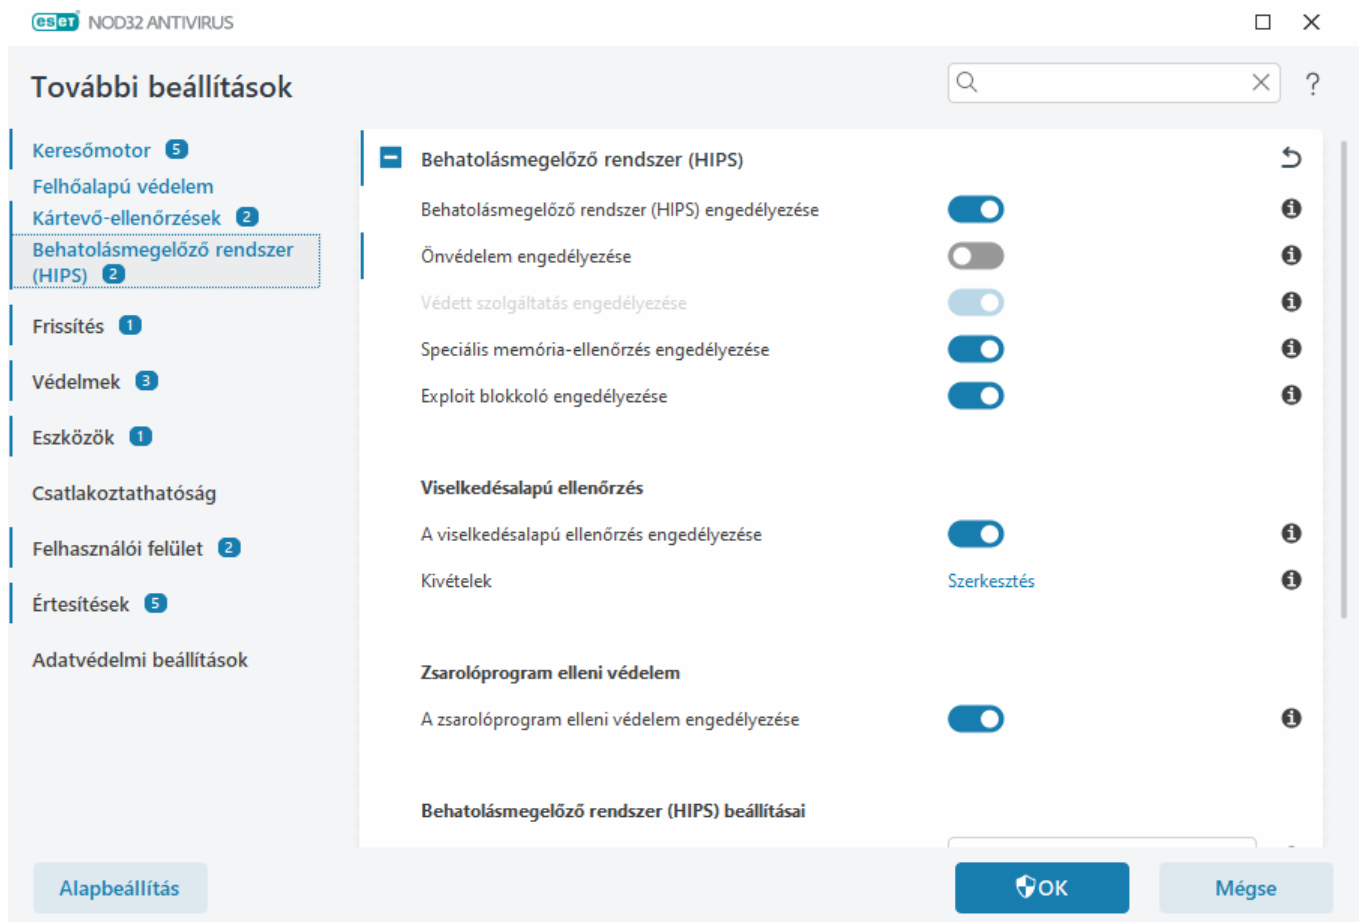 eset NOD32 ANTIVIRUS
További beállítások
?
Keresőmotor 5
Felhőalapú védelem
Kártevő-ellenőrzések 2
Behatolásmegelőző rendszer
(HIPS) 2
Frissítés 1
Védelmek 3
Eszközök 1
Csatlakoztathatóság
Felhasználói felület 2
Értesítések 5
Adatvédelmi beállítások
Behatolásmegelőző rendszer (HIPS)
Behatolásmegelőző rendszer (HIPS) engedélyezése
Önvédelem engedélyezése
Védett szolgáltatás engedélyezése
Speciális memória-ellenőrzés engedélyezése
Exploit blokkoló engedélyezése
Viselkedésalapú ellenőrzés
A viselkedésalapú ellenőrzés engedélyezése
Kivételek Szerkesztés
Zsarolóprogram elleni védelem
A zsarolóprogram elleni védelem engedélyezése
Behatolásmegelőző rendszer (HIPS) beállításai
Alapbeállítás OK Mégse